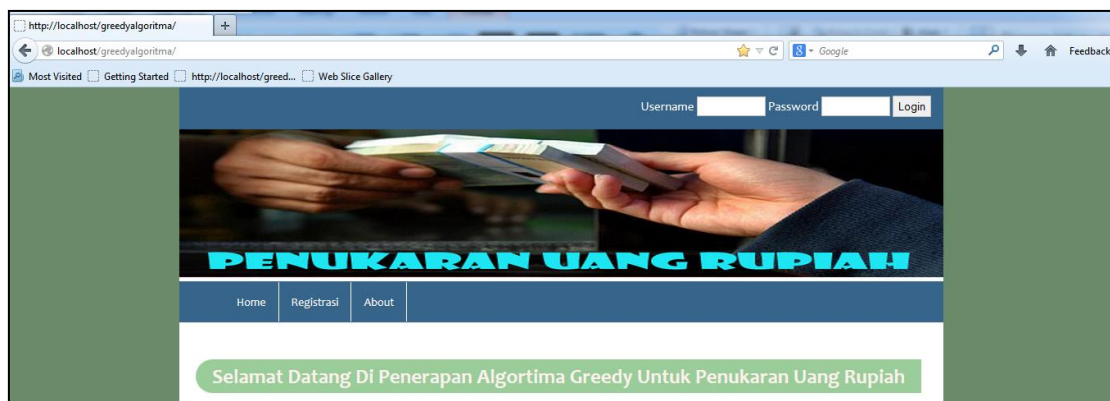 http://localhost/greedyalgoritma/ +
localhost/greedyalgoritma/ Google Feedback
Most Visited Getting Started http://localhost/greed... Web Slice Gallery
Username Password Login
PENUKARAN UANG RUPIAH
Home Registrasi About
Selamat Datang Di Penerapan Algortima Greedy Untuk Penukaran Uang Rupiah